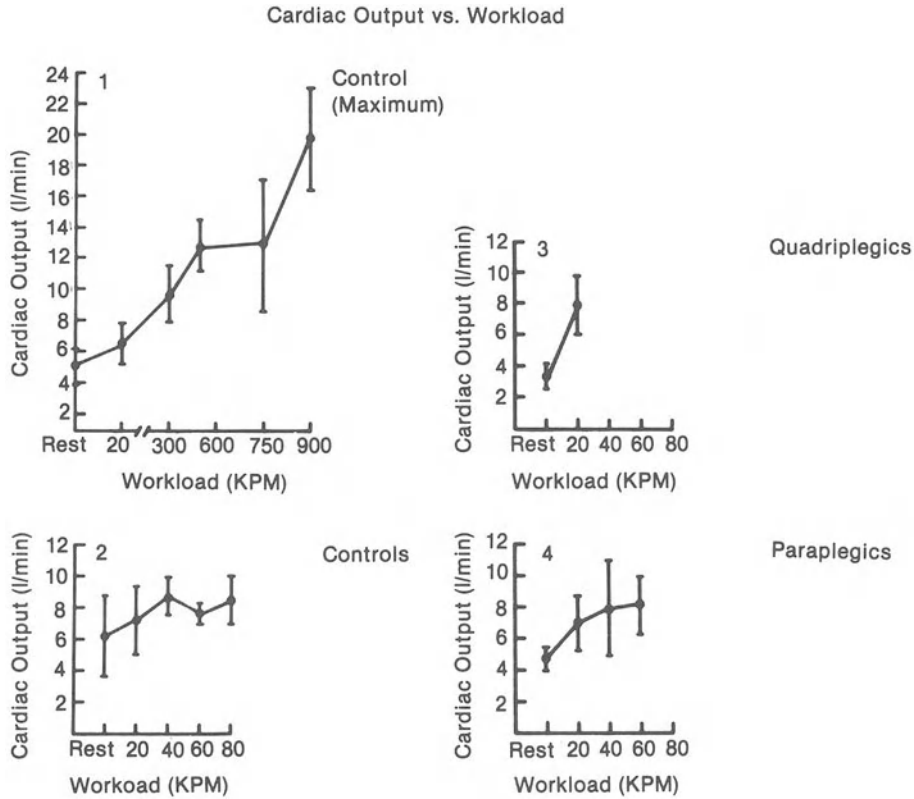 Cardiac Output vs. Workload
1
Control
(Maximum)
24
22
20
18
16
14
12
10
8
6
4
2
Cardiac Output (l/min)
Rest 20 300 600 750 900
Workload (KPM)
3
Quadriplegics
12
10
8
6
4
2
Cardiac Output (l/min)
Rest 20 40 60 80
Workload (KPM)
2
Controls
12
10
8
6
4
2
Cardiac Output (l/min)
Rest 20 40 60 80
Workoad (KPM)
4
Paraplegics
12
10
8
6
4
2
Cardiac Output (l/min)
Rest 20 40 60 80
Workload (KPM)